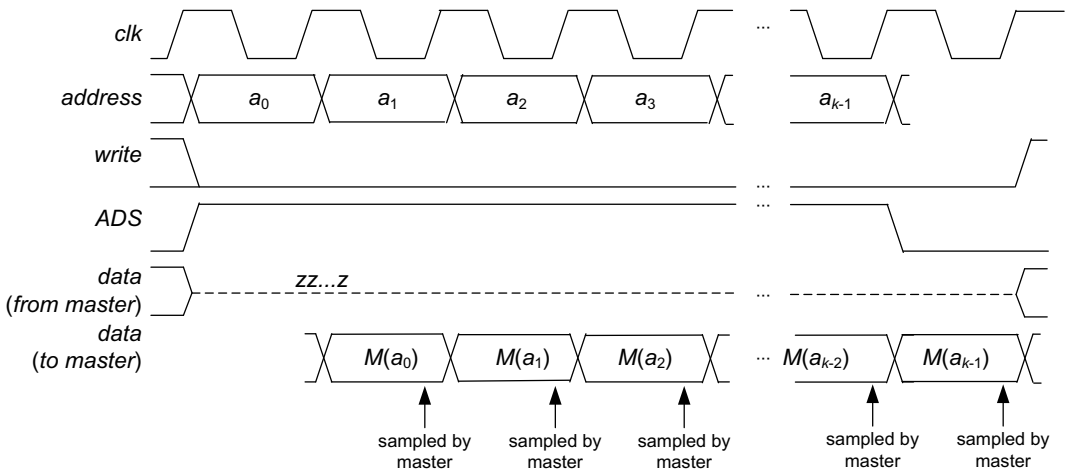 clk
...
address
a0 a1 a2 a3 ak-1
write
...
ADS
...
data
(from master)
zz...z
...
data
(to master)
M(a0) M(a1) M(a2) ... M(ak-2) M(ak-1)
sampled by sampled by sampled by sampled by sampled by
master master master master master